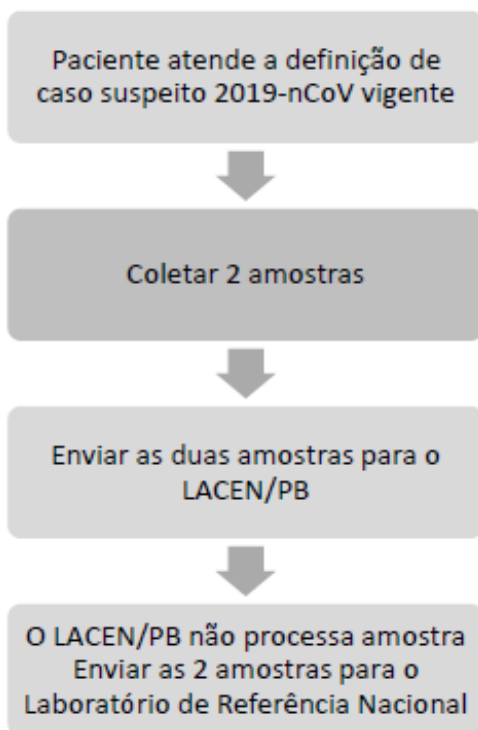 Paciente atende a definição de
caso suspeito 2019-nCoV vigente
Coletar 2 amostras
Enviar as duas amostras para o
LACEN/PB
O LACEN/PB não processa amostra
Enviar as 2 amostras para o
Laboratório de Referência Nacional